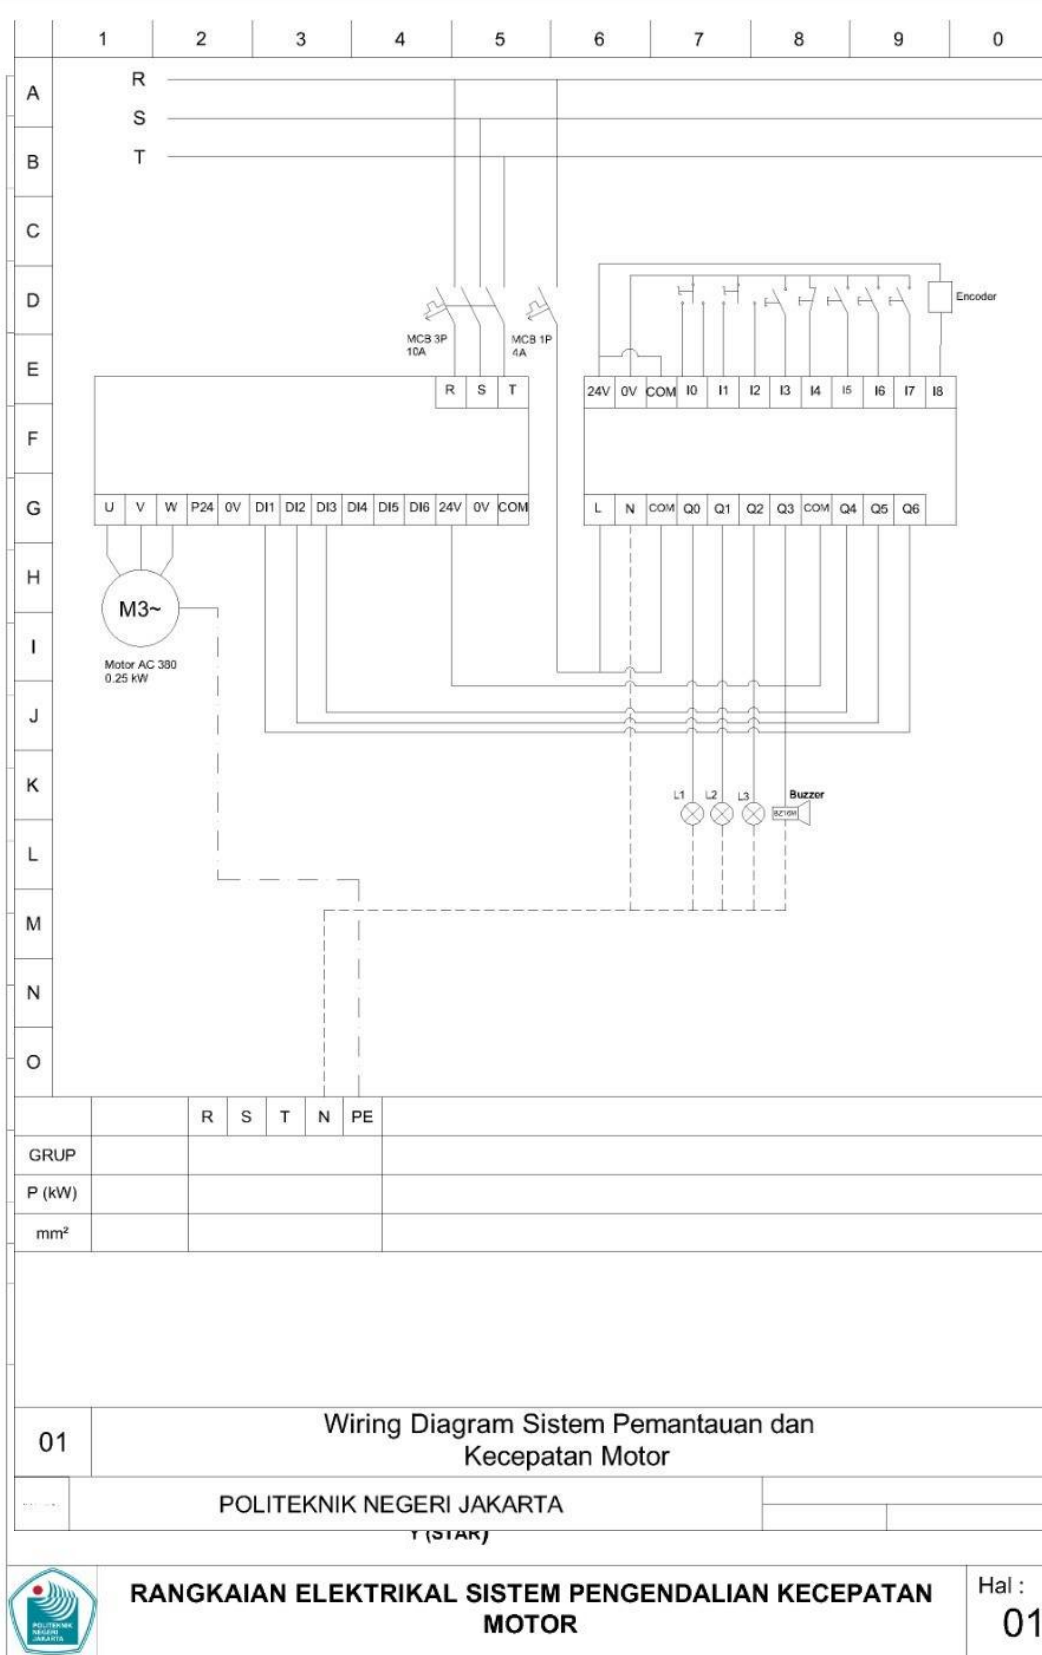 1 2 3 4 5 6 7 8 9 0
A
R
S
B
T
C
D
Encoder
MCB 3P
10A
MCB 1P
4A
E
R S T
24V 0V COM I0 I1 I2 I3 I4 I5 I6 I7 I8
F
G
U V W P24 0V DI1 DI2 DI3 DI4 DI5 DI6 24V 0V COM
L N COM Q0 Q1 Q2 Q3 COM Q4 Q5 Q6
H
M3~
I
Motor AC 380
0.25 kW
J
K
L1 L2 L3 Buzzer
BZ16M
L
M
N
O
R S T N PE
GRUP
P (kW)
mm²
01
Wiring Diagram Sistem Pemantauan dan
Kecepatan Motor
POLITEKNIK NEGERI JAKARTA
Y (STAR)
POLITEKNIK
NEGERI
JAKARTA
RANGKAIAN ELEKTRIKAL SISTEM PENGENDALIAN KECEPATAN
MOTOR
Hal :
01